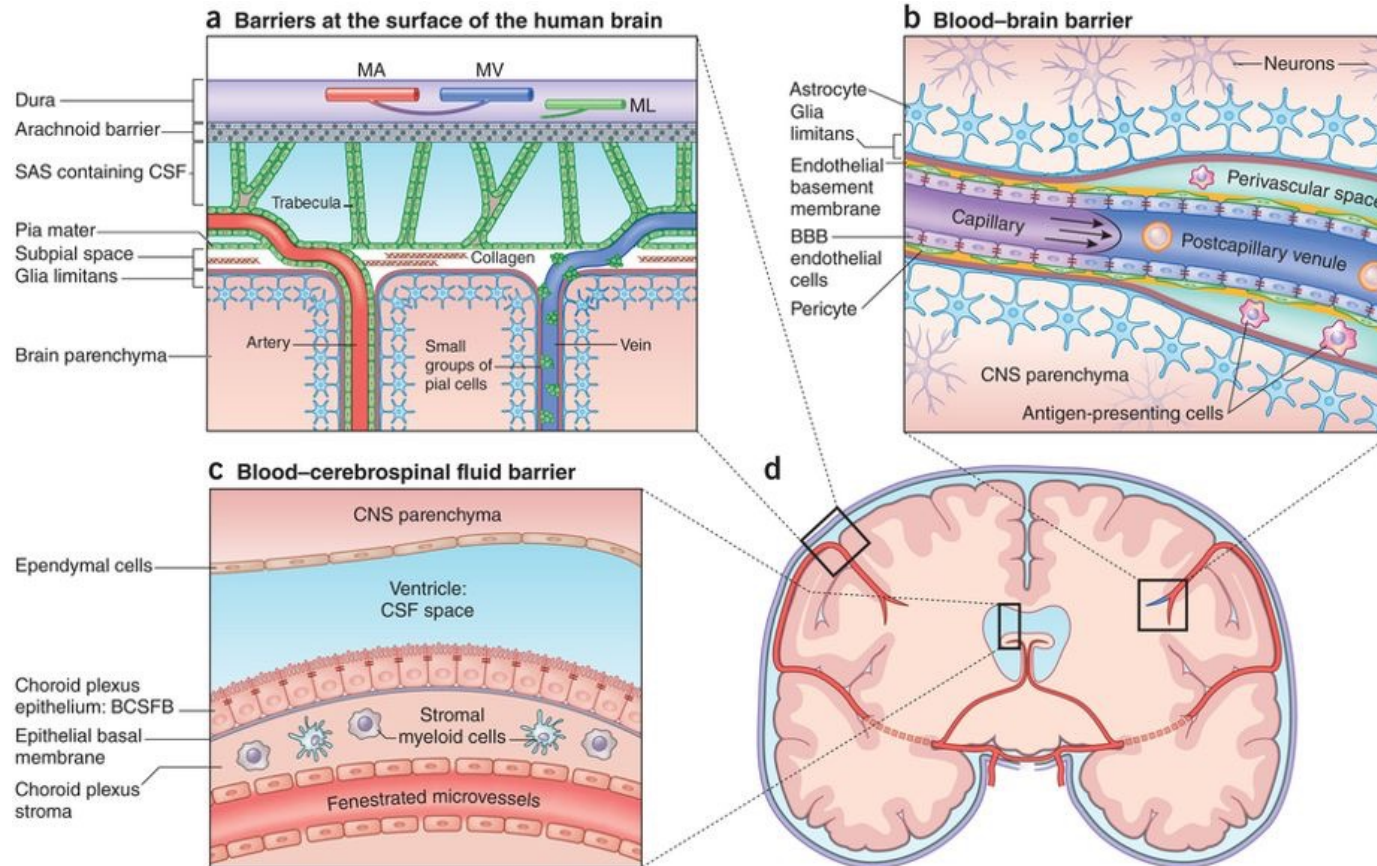 a Barriers at the surface of the human brain
MA
MV
ML
Dura
Arachnoid barrier
SAS containing CSF
Trabecula
Pia mater
Subpial space
Collagen
Glia limitans
Artery
Small
groups of
pial cells
Vein
Brain parenchyma
b Blood–brain barrier
Neurons
Astrocyte
Glia
limitans
Endothelial
basement
membrane
Perivascular space
Capillary
BBB
endothelial
cells
Postcapillary venule
Pericyte
CNS parenchyma
Antigen-presenting cells
c Blood–cerebrospinal fluid barrier
CNS parenchyma
Ependymal cells
Ventricle:
CSF space
Choroid plexus
epithelium: BCSFB
Stromal
myeloid cells
Epithelial basal
membrane
Choroid plexus
stroma
Fenestrated microvessels
d